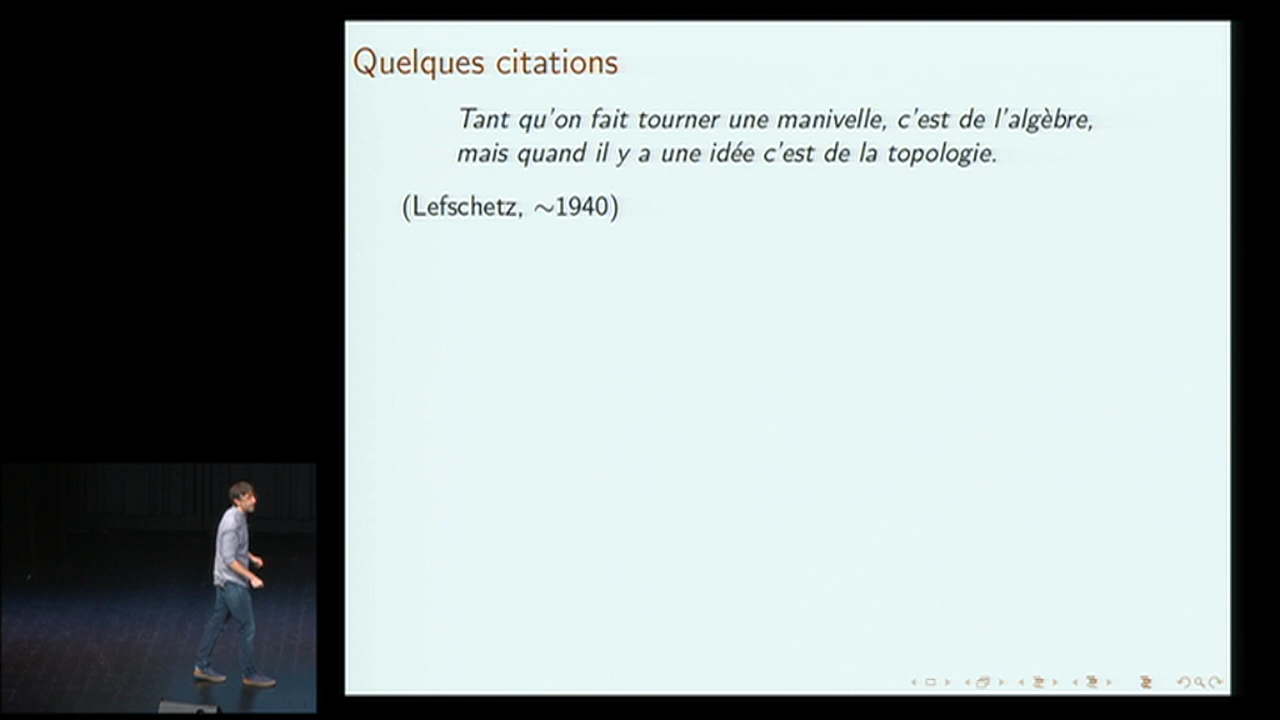 Quelques citations
Tant qu'on fait tourner une manivelle, c'est de l'algèbre,
mais quand il y a une idée c'est de la topologie.
(Lefschetz, ∼1940)